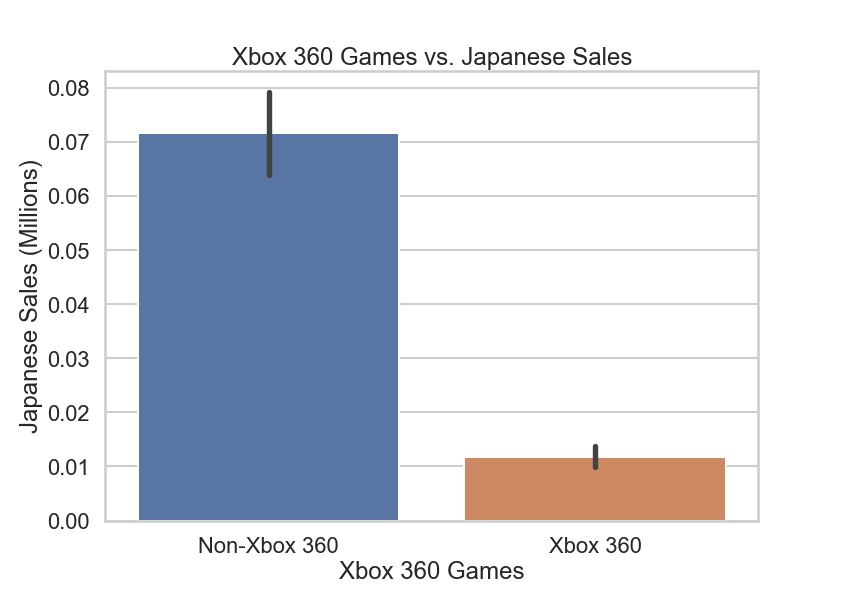 Xbox 360 Games vs. Japanese Sales
0.08
0.07
0.06
0.05
0.04
0.03
0.02
0.01
0.00
Japanese Sales (Millions)
Non-Xbox 360
Xbox 360
Xbox 360 Games